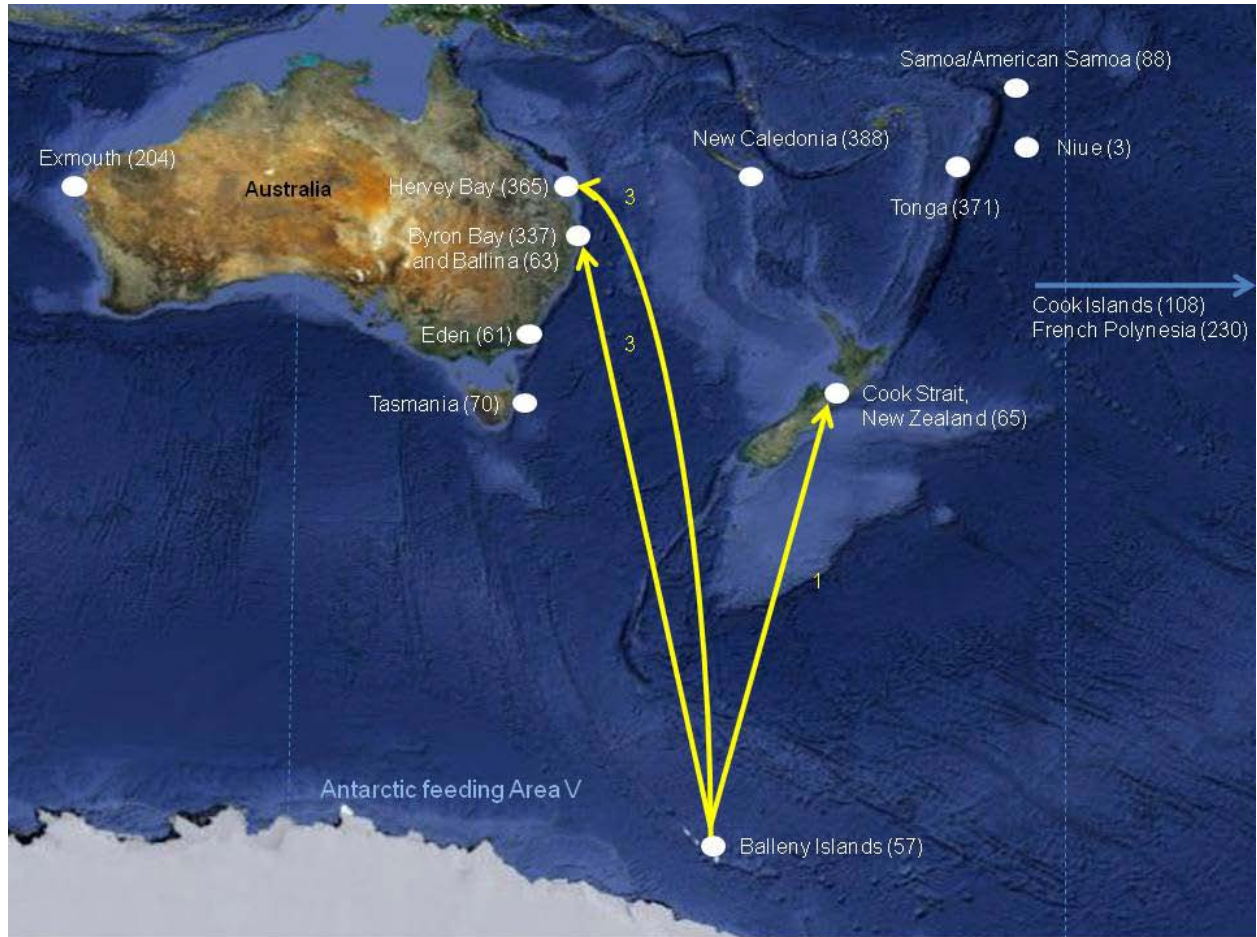 Samoa/American Samoa (88)
New Caledonia (388)
Niue (3)
Exmouth (204)
Australia
Hervey Bay (365)
3
Tonga (371)
Byron Bay (337)
and Ballina (63)
Cook Islands (108)
French Polynesia (230)
Eden (61)
3
Tasmania (70)
Cook Strait,
New Zealand (65)
1
Antarctic feeding Area V
Balleny Islands (57)